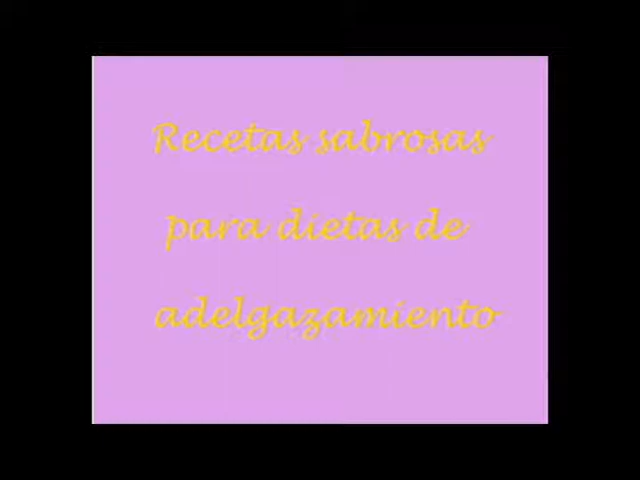 Recetas sabrosas
para dietas de
adelgazamiento